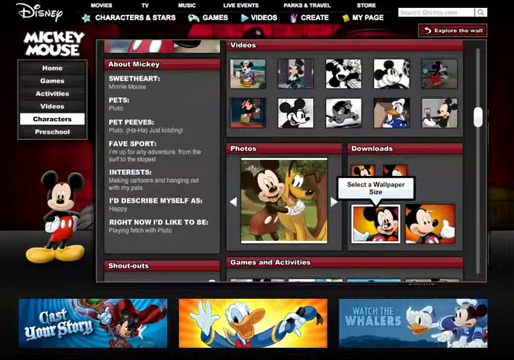 Disney
MOVIES TV MUSIC LIVE EVENTS PARKS & TRAVEL STORE
CHARACTERS & STARS GAMES VIDEOS CREATE MY PAGE
Search Disney.com
Explore the wall
MICKEY
MOUSE
Home
Games
Activities
Videos
Characters
Preschool
About Mickey
SWEETHEART:
Minnie Mouse
PETS:
Pluto
PET PEEVES:
Pluto (Ha-Ha! Just kidding!)
FAVE SPORT:
I'm up for any adventure, from the
surf to the slopes!
INTERESTS:
Making cartoons and hanging out
with my pals
I'D DESCRIBE MYSELF AS:
Happy
RIGHT NOW I'D LIKE TO BE:
Playing fetch with Pluto
Shout-outs
Videos
Photos
Downloads
Select a Wallpaper
Size
Games and Activities
Cast
Your Story
WATCH THE
WHALERS